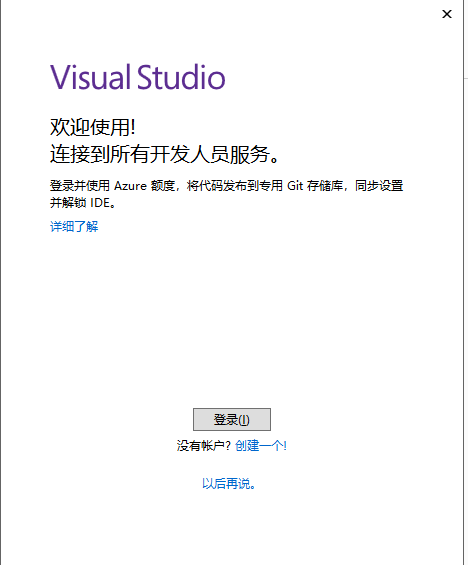 Visual Studio
欢迎使用!
连接到所有开发人员服务。
登录并使用 Azure 额度，将代码发布到专用 Git 存储库，同步设置
并解锁 IDE。
详细了解
登录(I)
没有帐户? 创建一个!
以后再说。